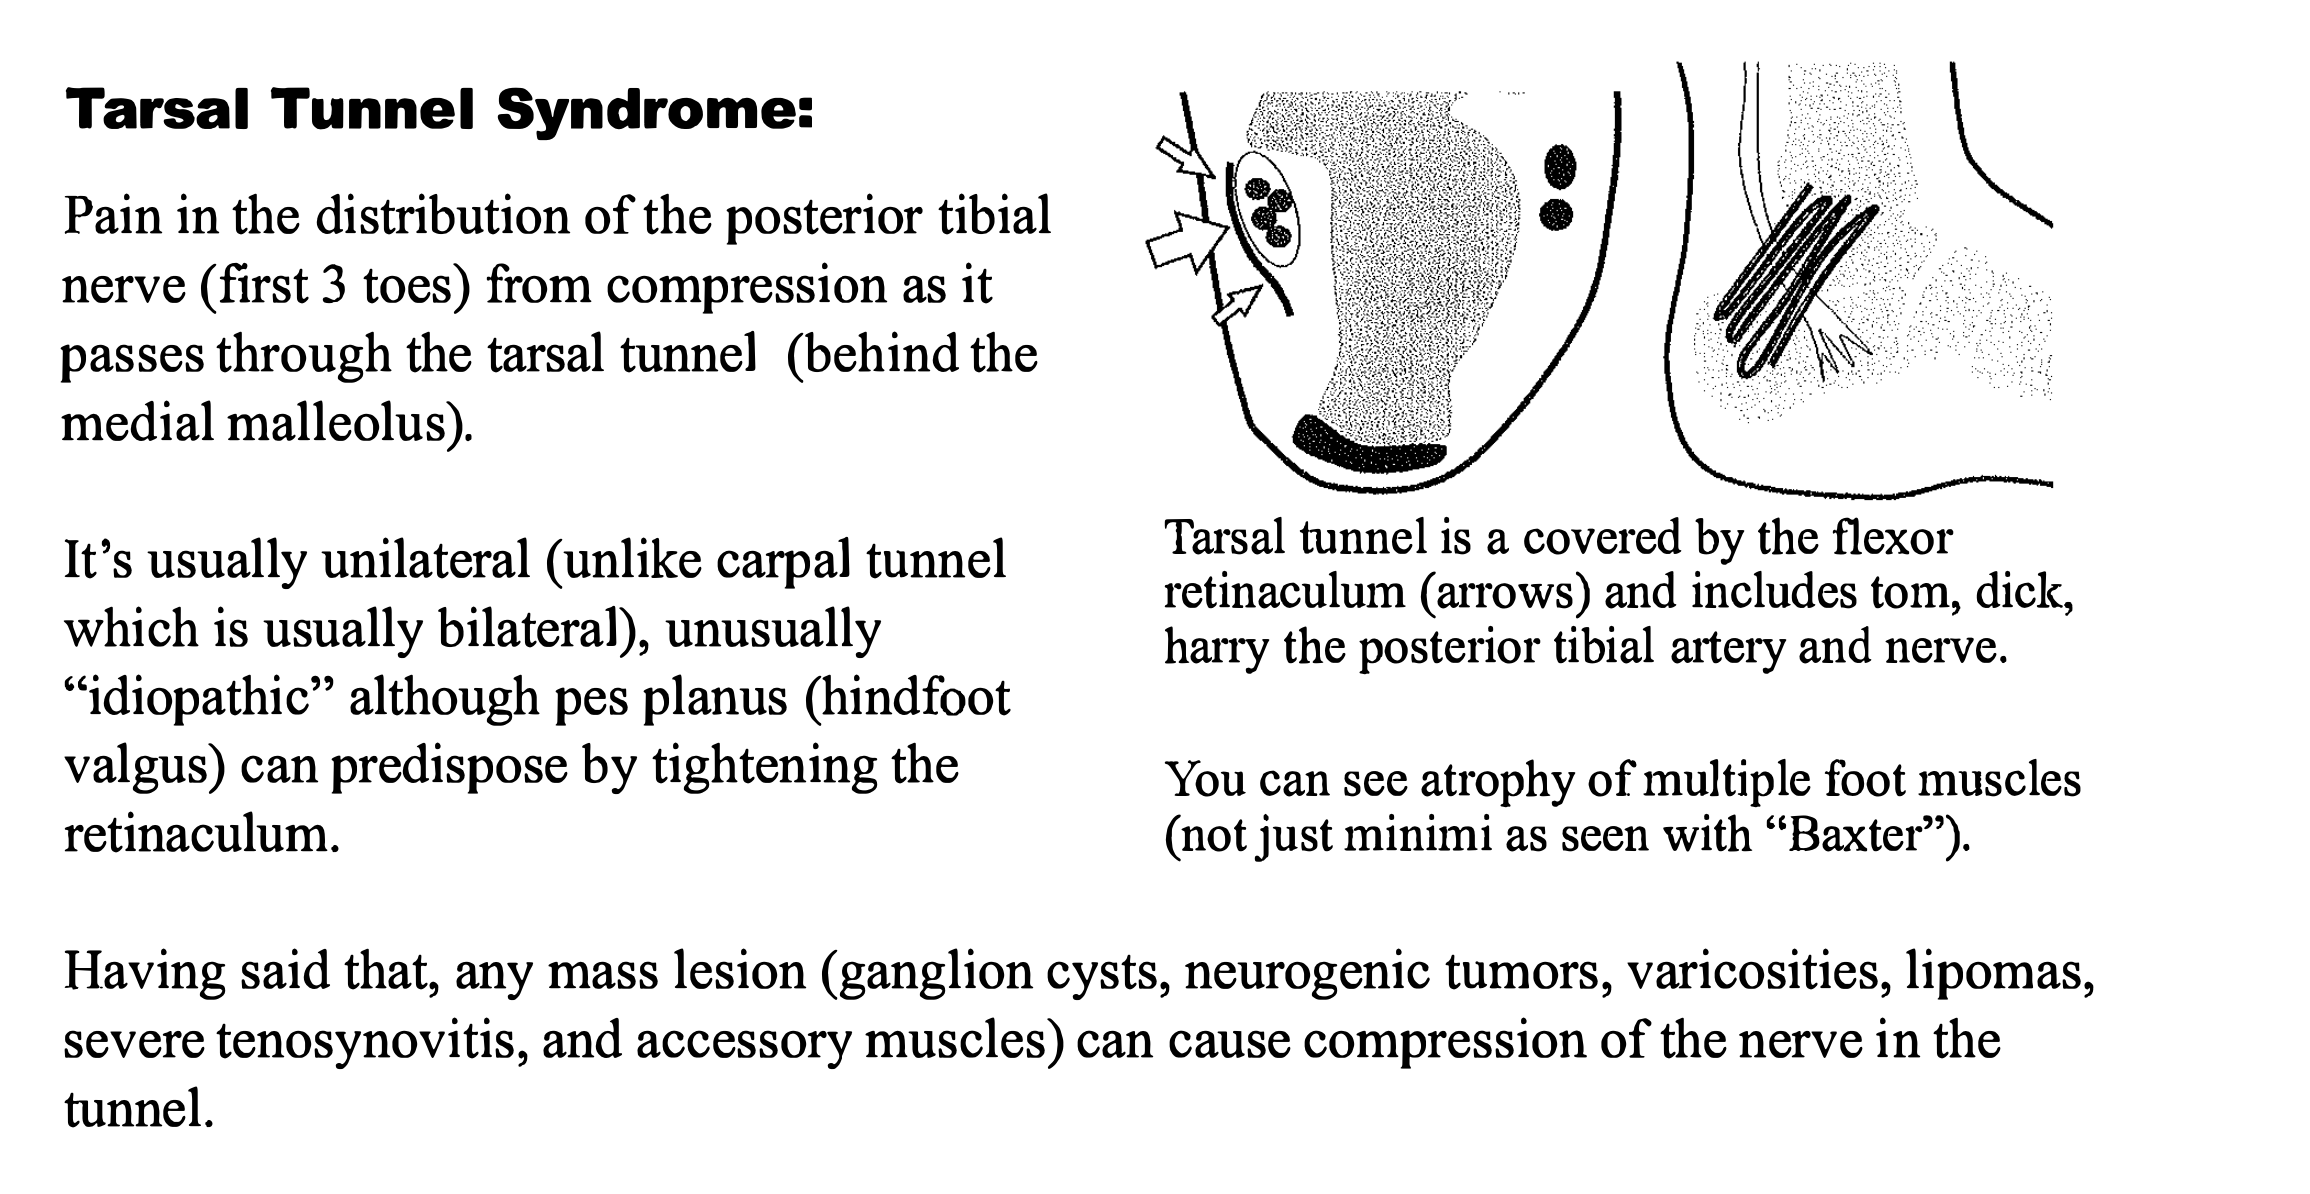 Tarsal Tunnel Syndrome:
Pain in the distribution of the posterior tibial
nerve (first 3 toes) from compression as it
passes through the tarsal tunnel (behind the
medial malleolus).
It’s usually unilateral (unlike carpal tunnel
which is usually bilateral), unusually
“idiopathic” although pes planus (hindfoot
valgus) can predispose by tightening the
retinaculum.
Tarsal tunnel is a covered by the flexor
retinaculum (arrows) and includes tom, dick,
harry the posterior tibial artery and nerve.
You can see atrophy of multiple foot muscles
(not just minimi as seen with “Baxter”).
Having said that, any mass lesion (ganglion cysts, neurogenic tumors, varicosities, lipomas,
severe tenosynovitis, and accessory muscles) can cause compression of the nerve in the
tunnel.